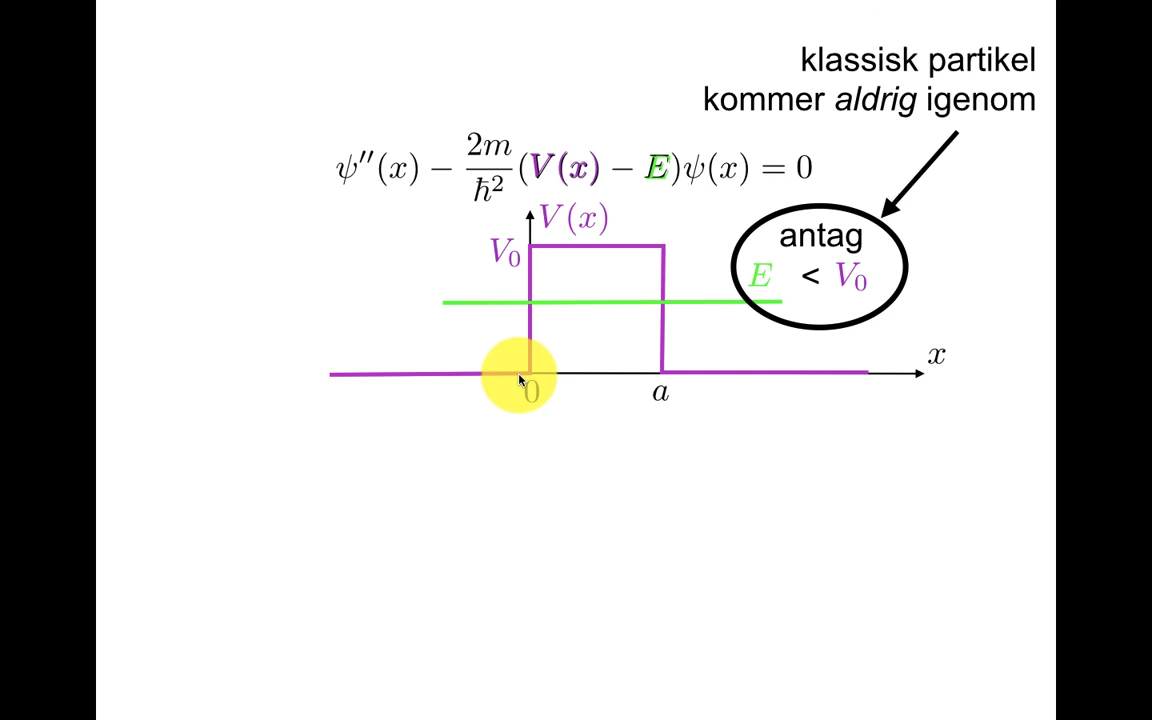 klassisk partikel
kommer aldrig igenom
ψ''(x) − 2m/ħ² (V(x) − E)ψ(x) = 0
V(x)
V₀
antag
E < V₀
x
0
a